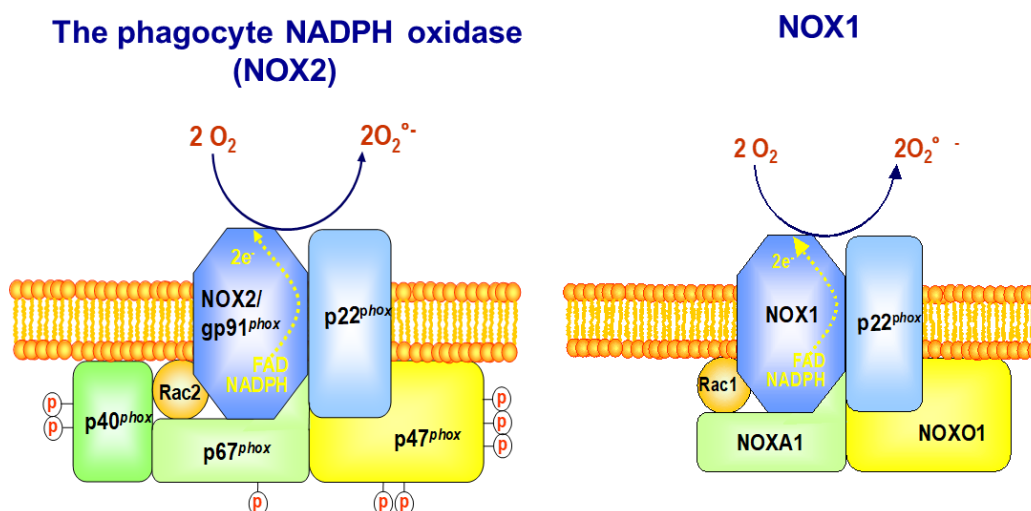 The phagocyte NADPH oxidase
(NOX2)
2 O₂
2O₂°⁻
2e⁻
NOX2/
gp91ᵖʰᵒˣ
p22ᵖʰᵒˣ
FAD
NADPH
Rac2
p40ᵖʰᵒˣ
p67ᵖʰᵒˣ
p47ᵖʰᵒˣ
p
p
p
p
p
p
p p
NOX1
2 O₂
2O₂° ⁻
2e⁻
NOX1
p22ᵖʰᵒˣ
FAD
NADPH
Rac1
NOXA1
NOXO1